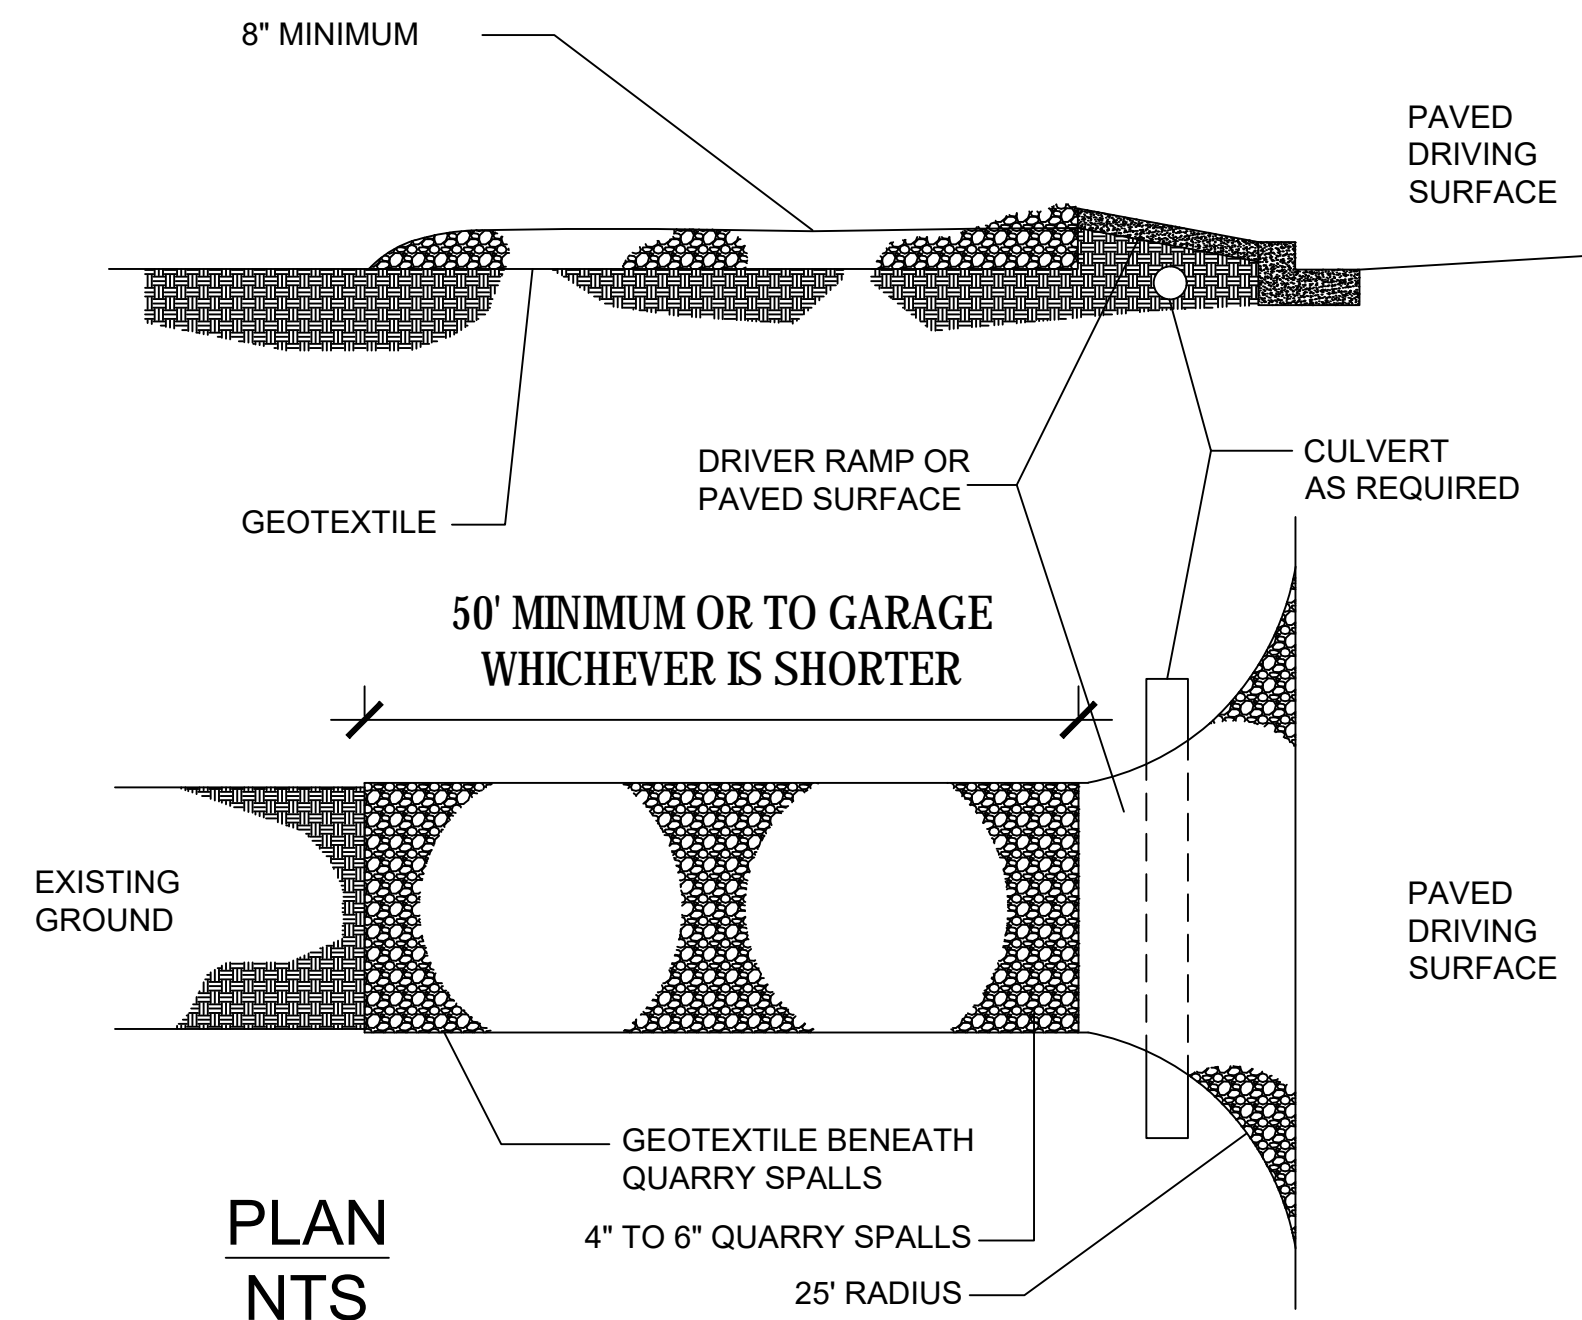 8" MINIMUM
PAVED
DRIVING
SURFACE
DRIVER RAMP OR
PAVED SURFACE
CULVERT
AS REQUIRED
GEOTEXTILE
50' MINIMUM OR TO GARAGE
WHICHEVER IS SHORTER
EXISTING
GROUND
PAVED
DRIVING
SURFACE
GEOTEXTILE BENEATH
QUARRY SPALLS
4" TO 6" QUARRY SPALLS
25' RADIUS
PLAN
NTS